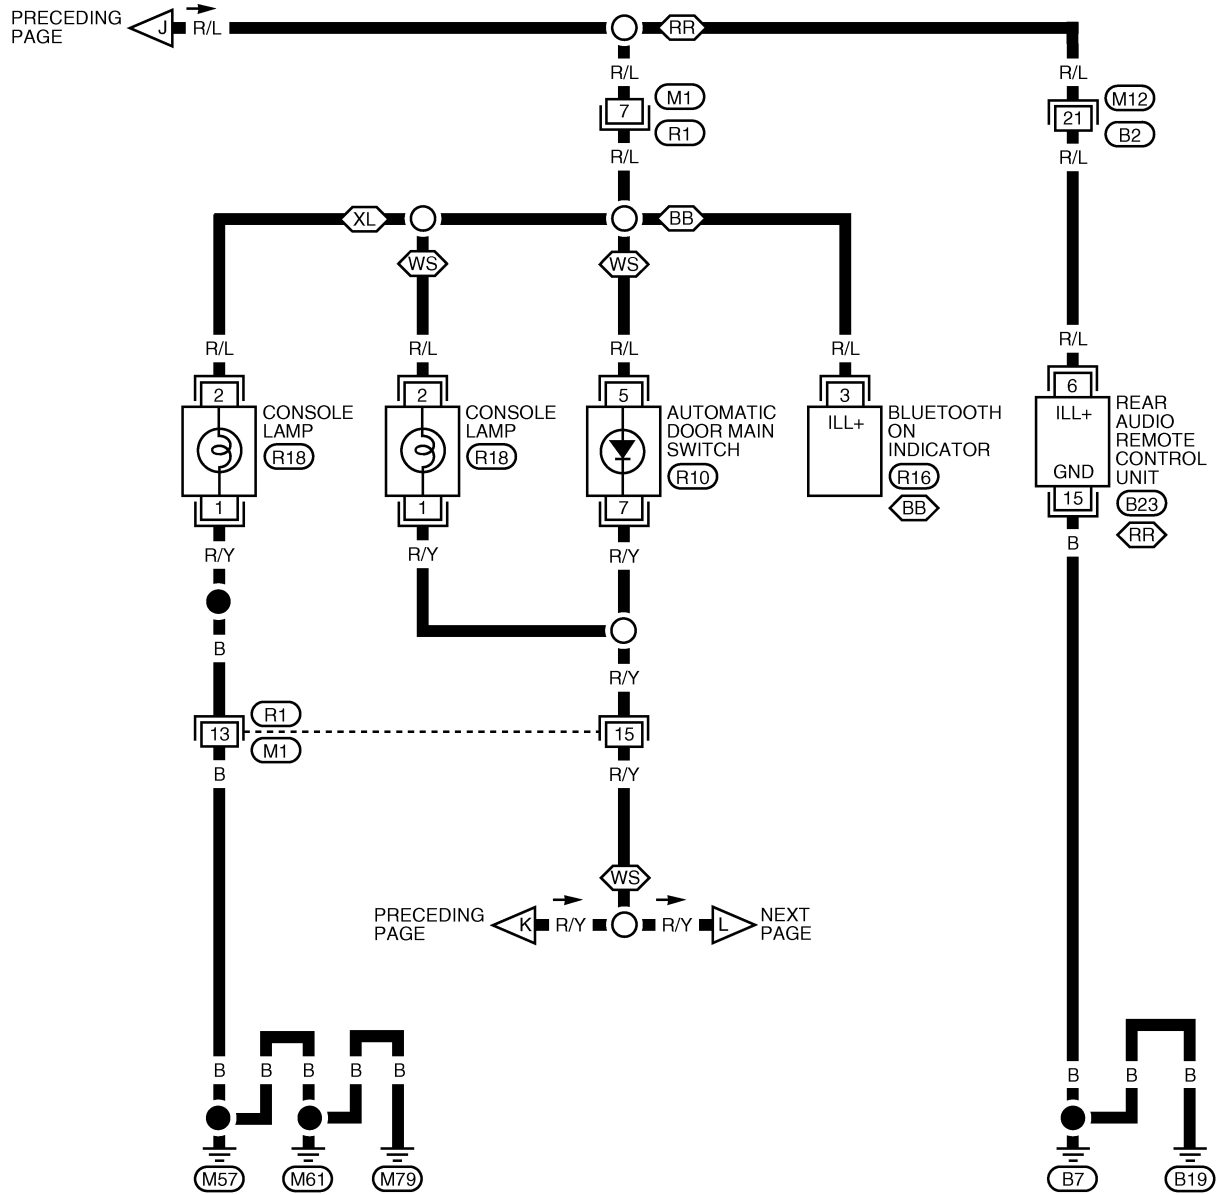 PRECEDING
PAGE
J
R/L
RR
R/L
R/L
7
M1
R1
21
M12
B2
R/L
R/L
XL
BB
WS
WS
R/L
R/L
R/L
R/L
R/L
2
2
5
3
6
CONSOLE
LAMP
R18
CONSOLE
LAMP
R18
AUTOMATIC
DOOR MAIN
SWITCH
R10
ILL+
BLUETOOTH
ON
INDICATOR
R16
BB
ILL+
GND
REAR
AUDIO
REMOTE
CONTROL
UNIT
B23
RR
1
1
7
15
R/Y
R/Y
R/Y
B
B
R/Y
13
R1
M1
15
B
R/Y
WS
PRECEDING
PAGE
K
R/Y
R/Y
L
NEXT
PAGE
B
B
B
B
B
B
B
B
M57
M61
M79
B7
B19